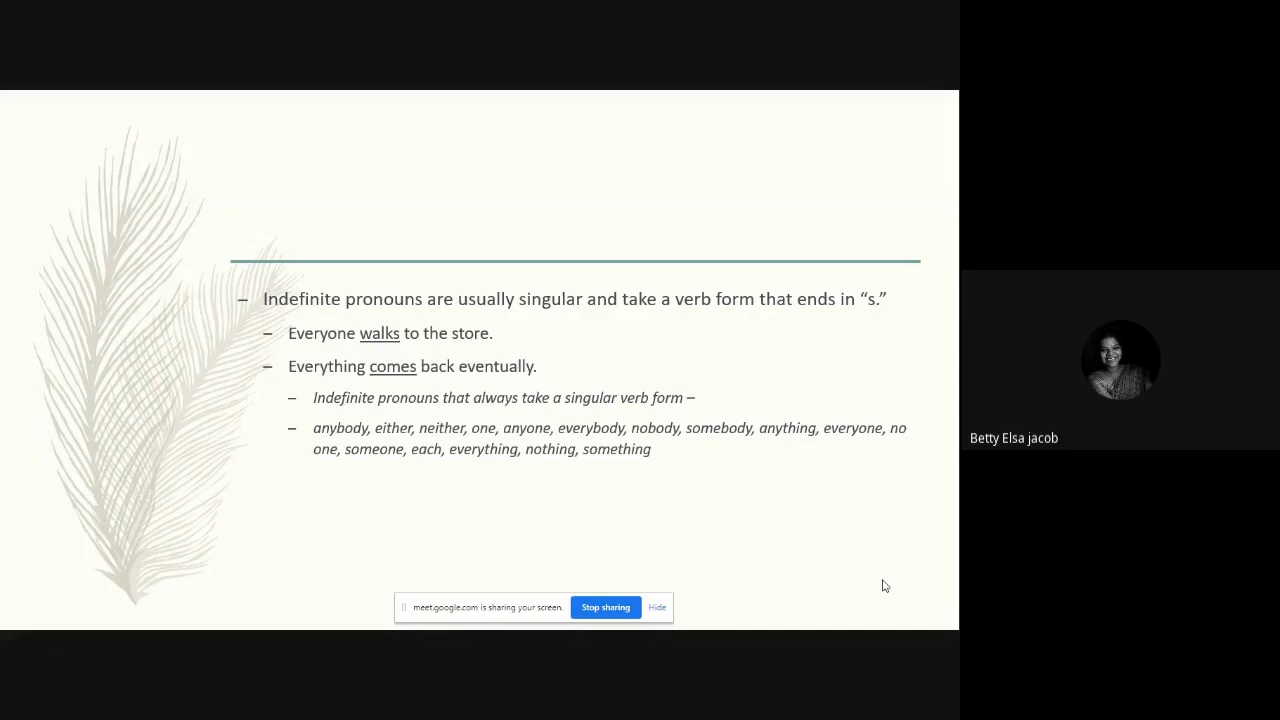 – Indefinite pronouns are usually singular and take a verb form that ends in “s.”
– Everyone walks to the store.
– Everything comes back eventually.
– Indefinite pronouns that always take a singular verb form –
– anybody, either, neither, one, anyone, everybody, nobody, somebody, anything, everyone, no
one, someone, each, everything, nothing, something
meet.google.com is sharing your screen. Stop sharing Hide
Betty Elsa jacob